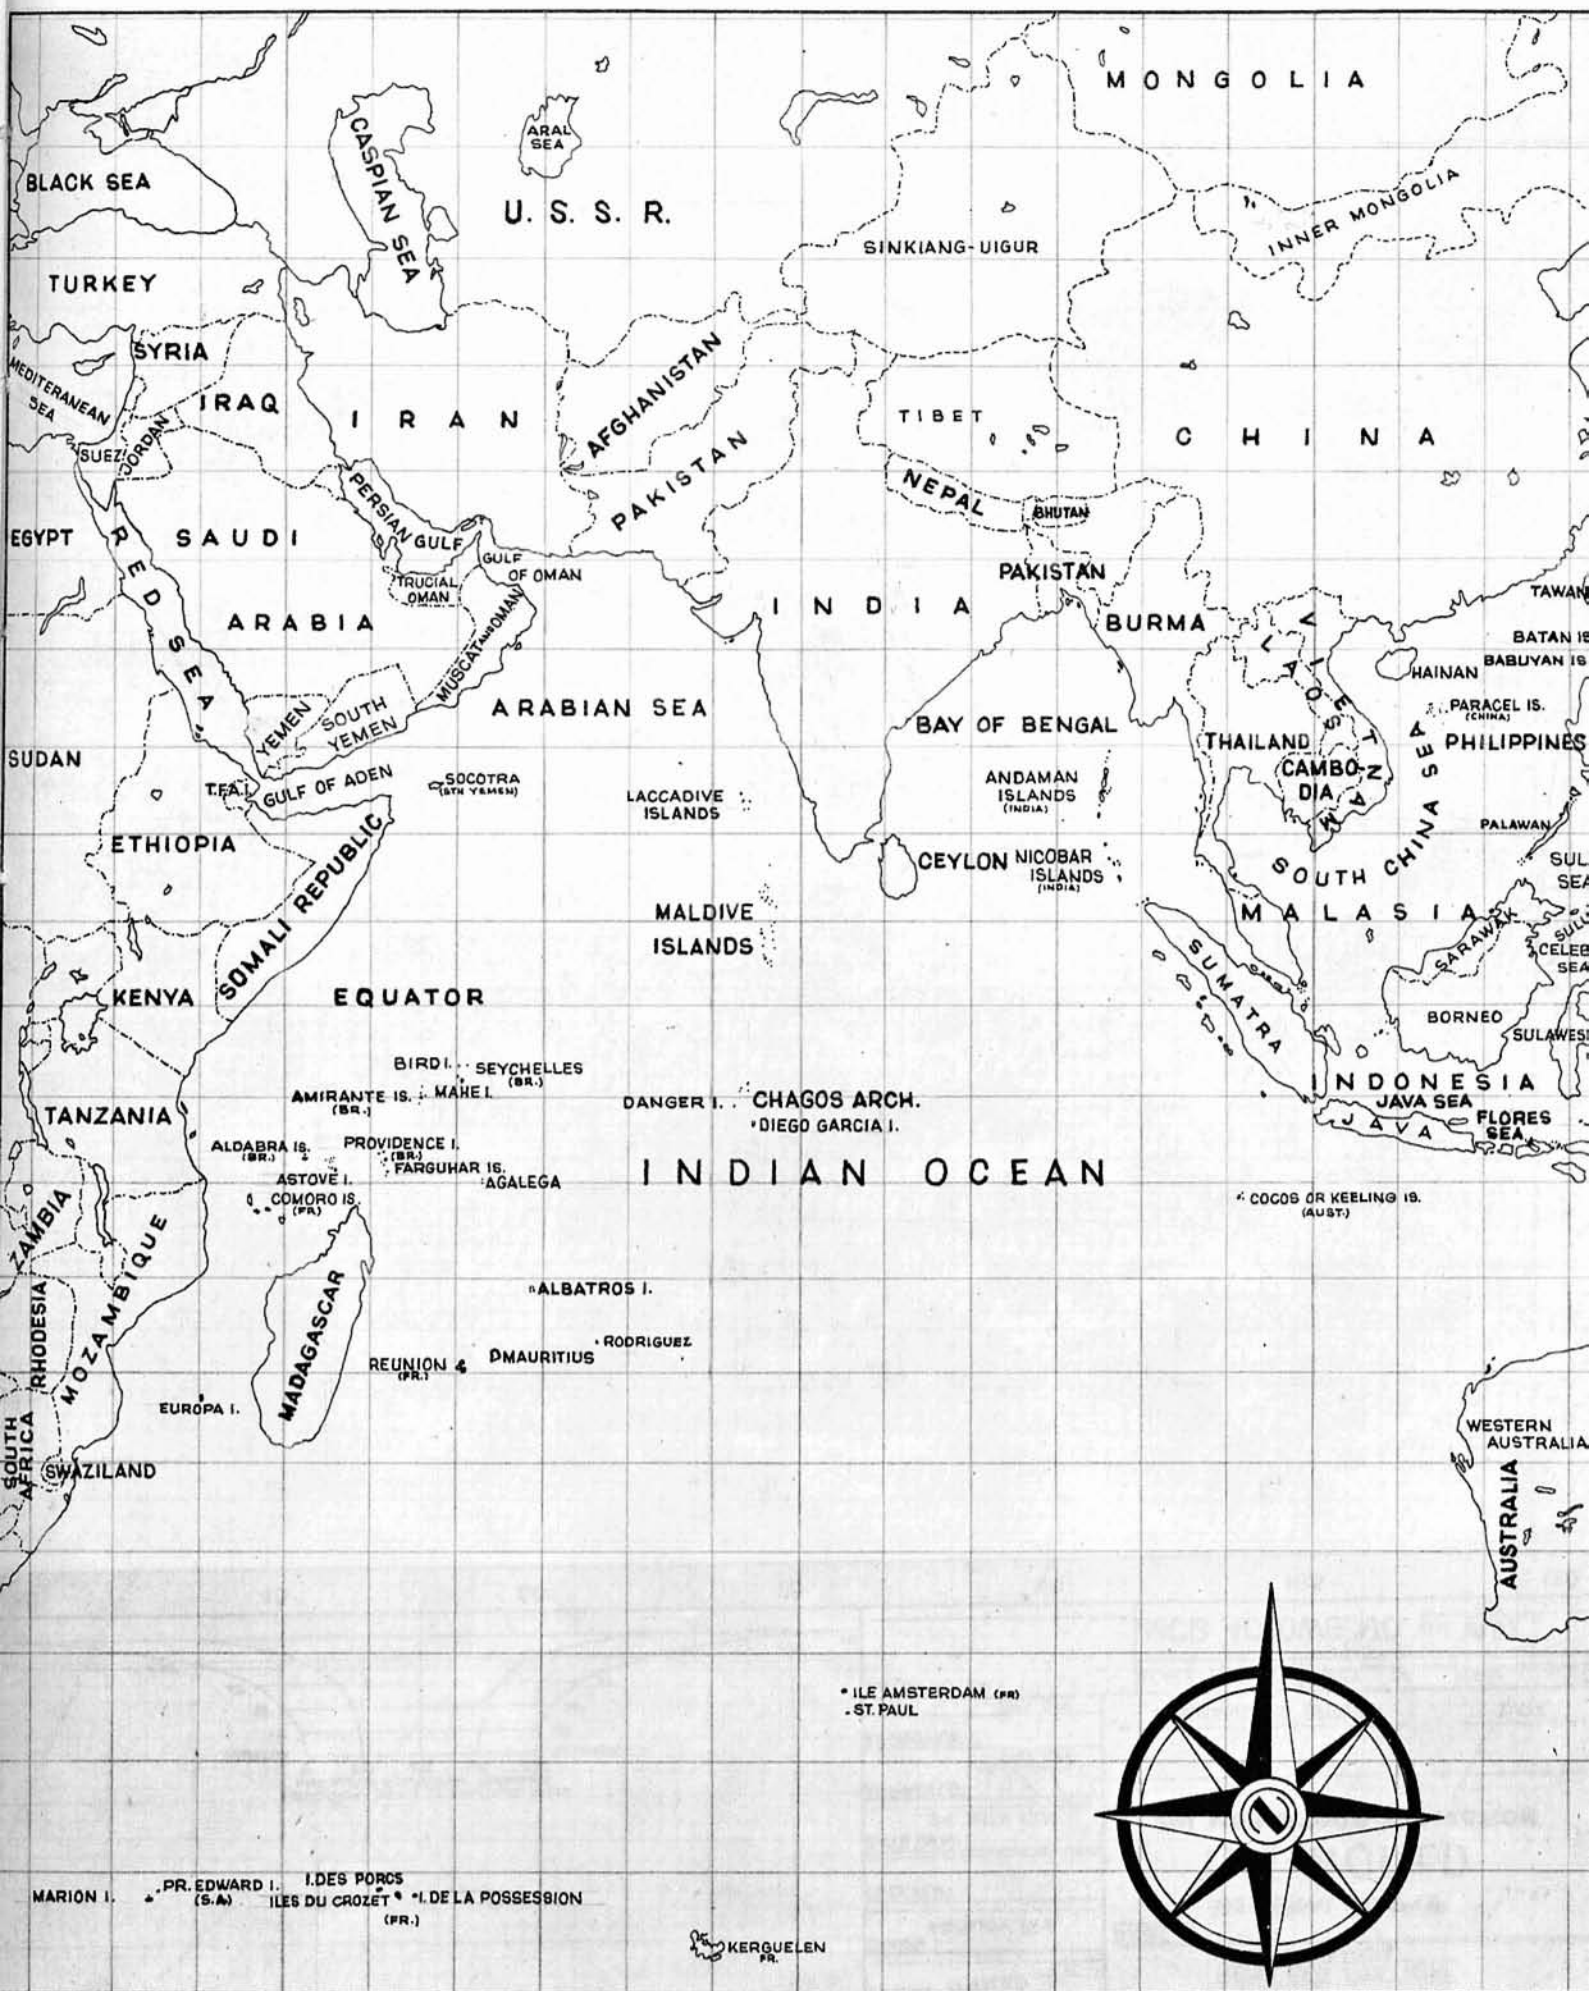 MONGOLIA
ARAL
SEA
CASPIAN SEA
BLACK SEA
U. S. S. R.
INNER MONGOLIA
SINKIANG-UIGUR
TURKEY
SYRIA
MEDITERANEAN
SEA
IRAQ
IRAN
AFGHANISTAN
TIBET
CHINA
SUEZ
JORDAN
PAKISTAN
PERSIAN
GULF
NEPAL
BHUTAN
EGYPT
RED SEA
SAUDI
ARABIA
GULF
OF OMAN
TRUCIAL
OMAN
MUSCAT AND OMAN
PAKISTAN
INDIA
BURMA
TAWAN
BATAN IS
BABUYAN IS
HAINAN
LAOS
VIETNAM
YEMEN
SOUTH
YEMEN
ARABIAN SEA
BAY OF BENGAL
PARACEL IS.
(CHINA)
THAILAND
PHILIPPINES
SUDAN
CAMBO-
DIA
T.F.A.I.
GULF OF ADEN
SOCOTRA
(STH YEMEN)
LACCADIVE
ISLANDS
ANDAMAN
ISLANDS
(INDIA)
PALAWAN
ETHIOPIA
SOMALI REPUBLIC
CEYLON
NICOBAR
ISLANDS
(INDIA)
SOUTH CHINA SEA
SUL
SEA
MALDIVE
ISLANDS
MALASIA
SARAWAK
SULU
CELEB
SEA
SUMATRA
KENYA
EQUATOR
BORNEO
SULAWESI
BIRD I.
SEYCHELLES
(BR.)
AMIRANTE IS.
(BR.)
MAHE I.
DANGER I.
CHAGOS ARCH.
DIEGO GARCIA I.
INDONESIA
JAVA SEA
JAVA
FLORES
SEA
TANZANIA
ALDABRA IS.
(BR.)
PROVIDENCE I.
(BR.)
FARGUHAR IS.
ASTOVE I.
AGALEGA
COMORO IS.
(FR)
INDIAN OCEAN
COCOS OR KEELING IS.
(AUST.)
ZAMBIA
MOZAMBIQUE
RHODESIA
MADAGASCAR
ALBATROS I.
RODRIGUEZ
MAURITIUS
REUNION
(FR.)
EUROPA I.
SOUTH
AFRICA
SWAZILAND
WESTERN
AUSTRALIA
AUSTRALIA
ILE AMSTERDAM (FR)
ST. PAUL
MARION I.
PR. EDWARD I.
(S.A)
I.DES PORCS
ILES DU CROZET
(FR.)
I. DE LA POSSESSION
KERGUELEN
FR.